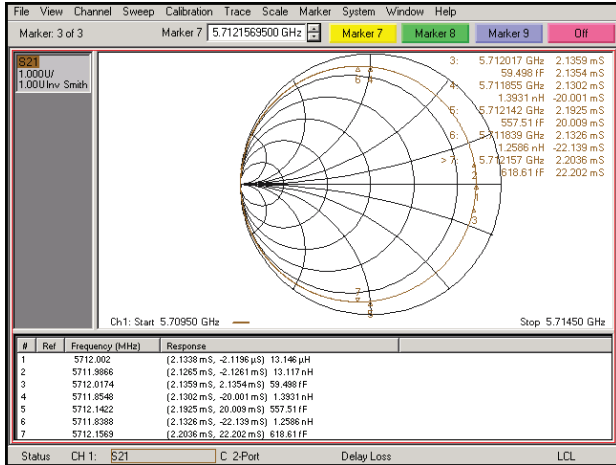 File View Channel Sweep Calibration Trace Scale Marker System Window Help
Marker: 3 of 3 Marker 7 5.7121569500 GHz Marker 7 Marker 8 Marker 9 Off
S21
1.000U/
1.00U Inv Smith
3: 5.712017 GHz 2.1359 mS
59.498 fF 2.1354 mS
4: 5.711855 GHz 2.1302 mS
1.3931 nH -20.001 mS
5: 5.712142 GHz 2.1925 mS
557.51 fF 20.009 mS
6: 5.711839 GHz 2.1326 mS
1.2586 nH -22.139 mS
> 7: 5.712157 GHz 2.2036 mS
618.61 fF 22.202 mS
6 4
2
1
3
7
Ch1: Start 5.70950 GHz Stop 5.71450 GHz
# Ref Frequency (MHz) Response
1 5712.002 (2.1338 mS, -2.1196 µS) 13.146 µH
2 5711.9866 (2.1265 mS, -2.1261 mS) 13.117 nH
3 5712.0174 (2.1359 mS, 2.1354 mS) 59.498 fF
4 5711.8548 (2.1302 mS, -20.001 mS) 1.3931 nH
5 5712.1422 (2.1925 mS, 20.009 mS) 557.51 fF
6 5711.8388 (2.1326 mS, -22.139 mS) 1.2586 nH
7 5712.1569 (2.2036 mS, 22.202 mS) 618.61 fF
Status CH 1: S21 C 2-Port Delay Loss LCL